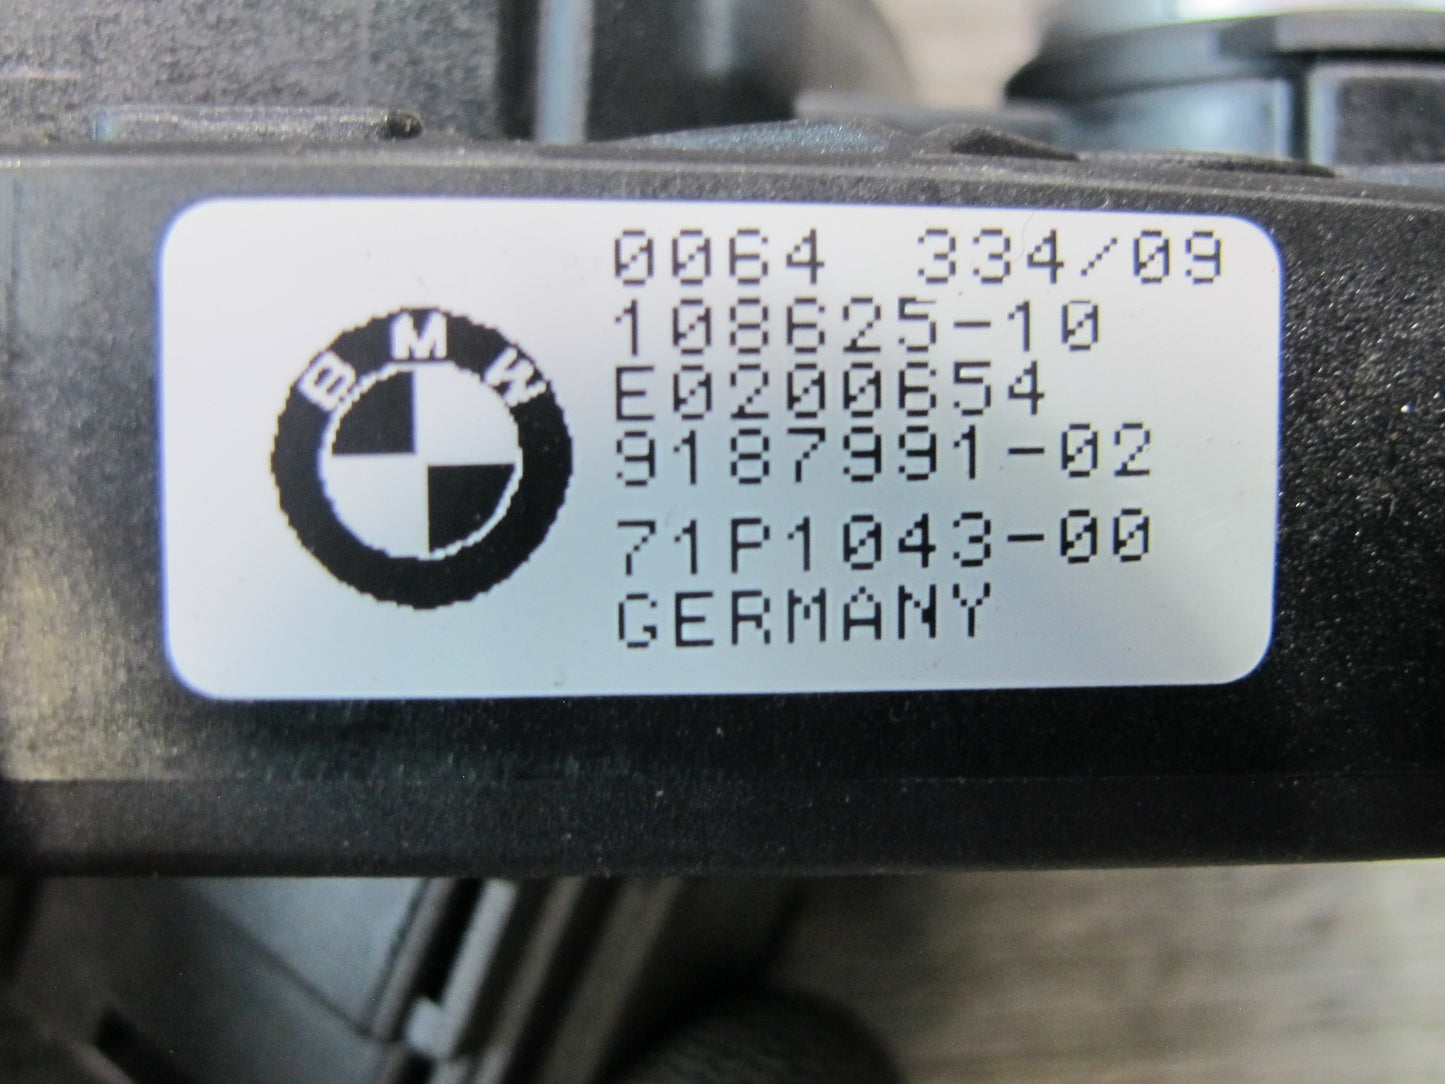 BMW
0064 334/09
108625-10
E0200654
9187991-02
71P1043-00
GERMANY